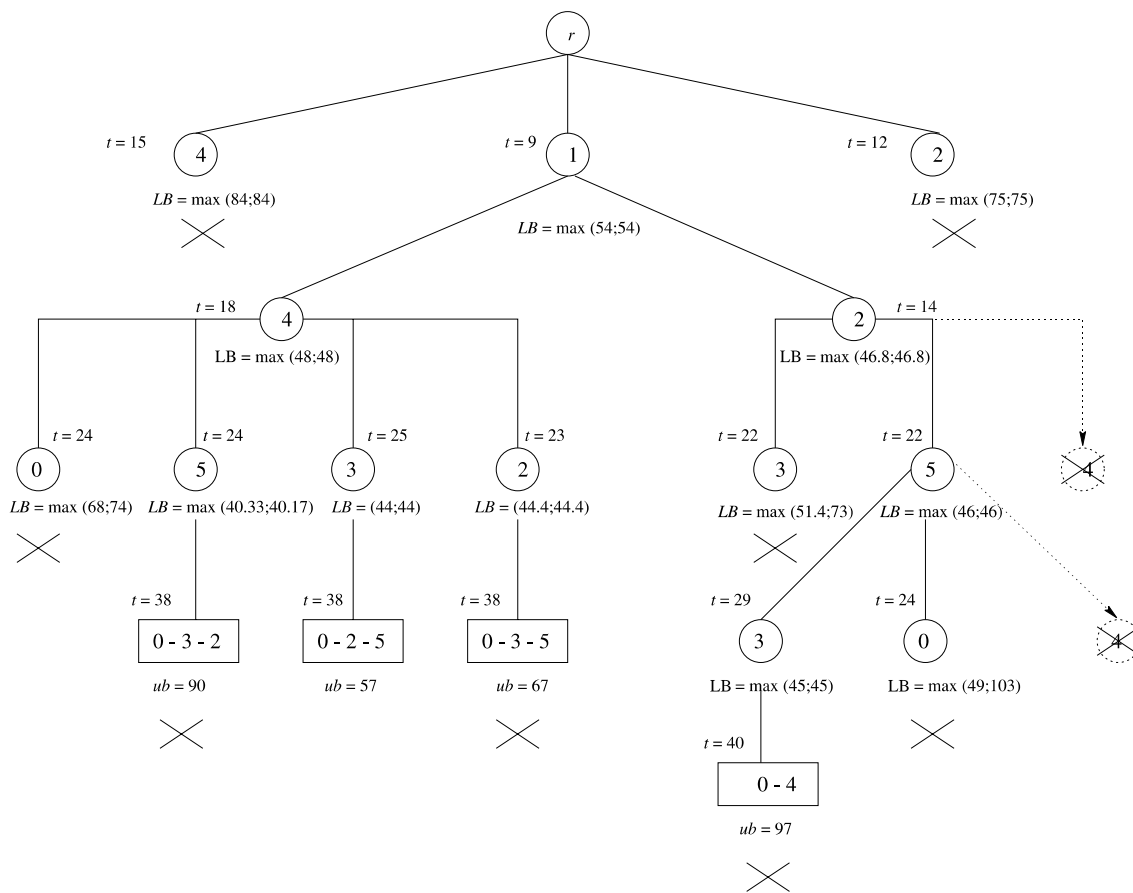 r
t = 15
4
t = 9
1
t = 12
2
LB = max (84;84)
LB = max (75;75)
LB = max (54;54)
t = 18
4
2
t = 14
LB = max (48;48)
LB = max (46.8;46.8)
t = 24
t = 24
t = 25
t = 23
t = 22
t = 22
0
5
3
2
3
5
4
LB = max (68;74)
LB = max (40.33;40.17)
LB = (44;44)
LB = (44.4;44.4)
LB = max (51.4;73)
LB = max (46;46)
t = 38
t = 38
t = 38
t = 29
t = 24
0 - 3 - 2
0 - 2 - 5
0 - 3 - 5
3
0
4
ub = 90
ub = 57
ub = 67
LB = max (45;45)
LB = max (49;103)
t = 40
0 - 4
ub = 97